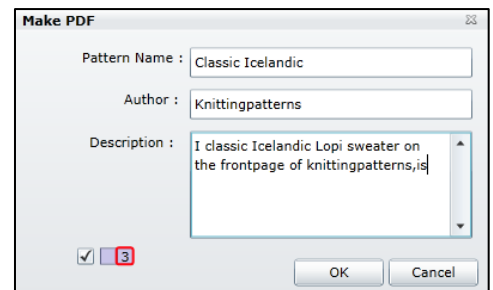 Make PDF
Pattern Name : Classic Icelandic
Author : Knittingpatterns
Description : I classic Icelandic Lopi sweater on
the frontpage of knittingpatterns,is
3
OK Cancel